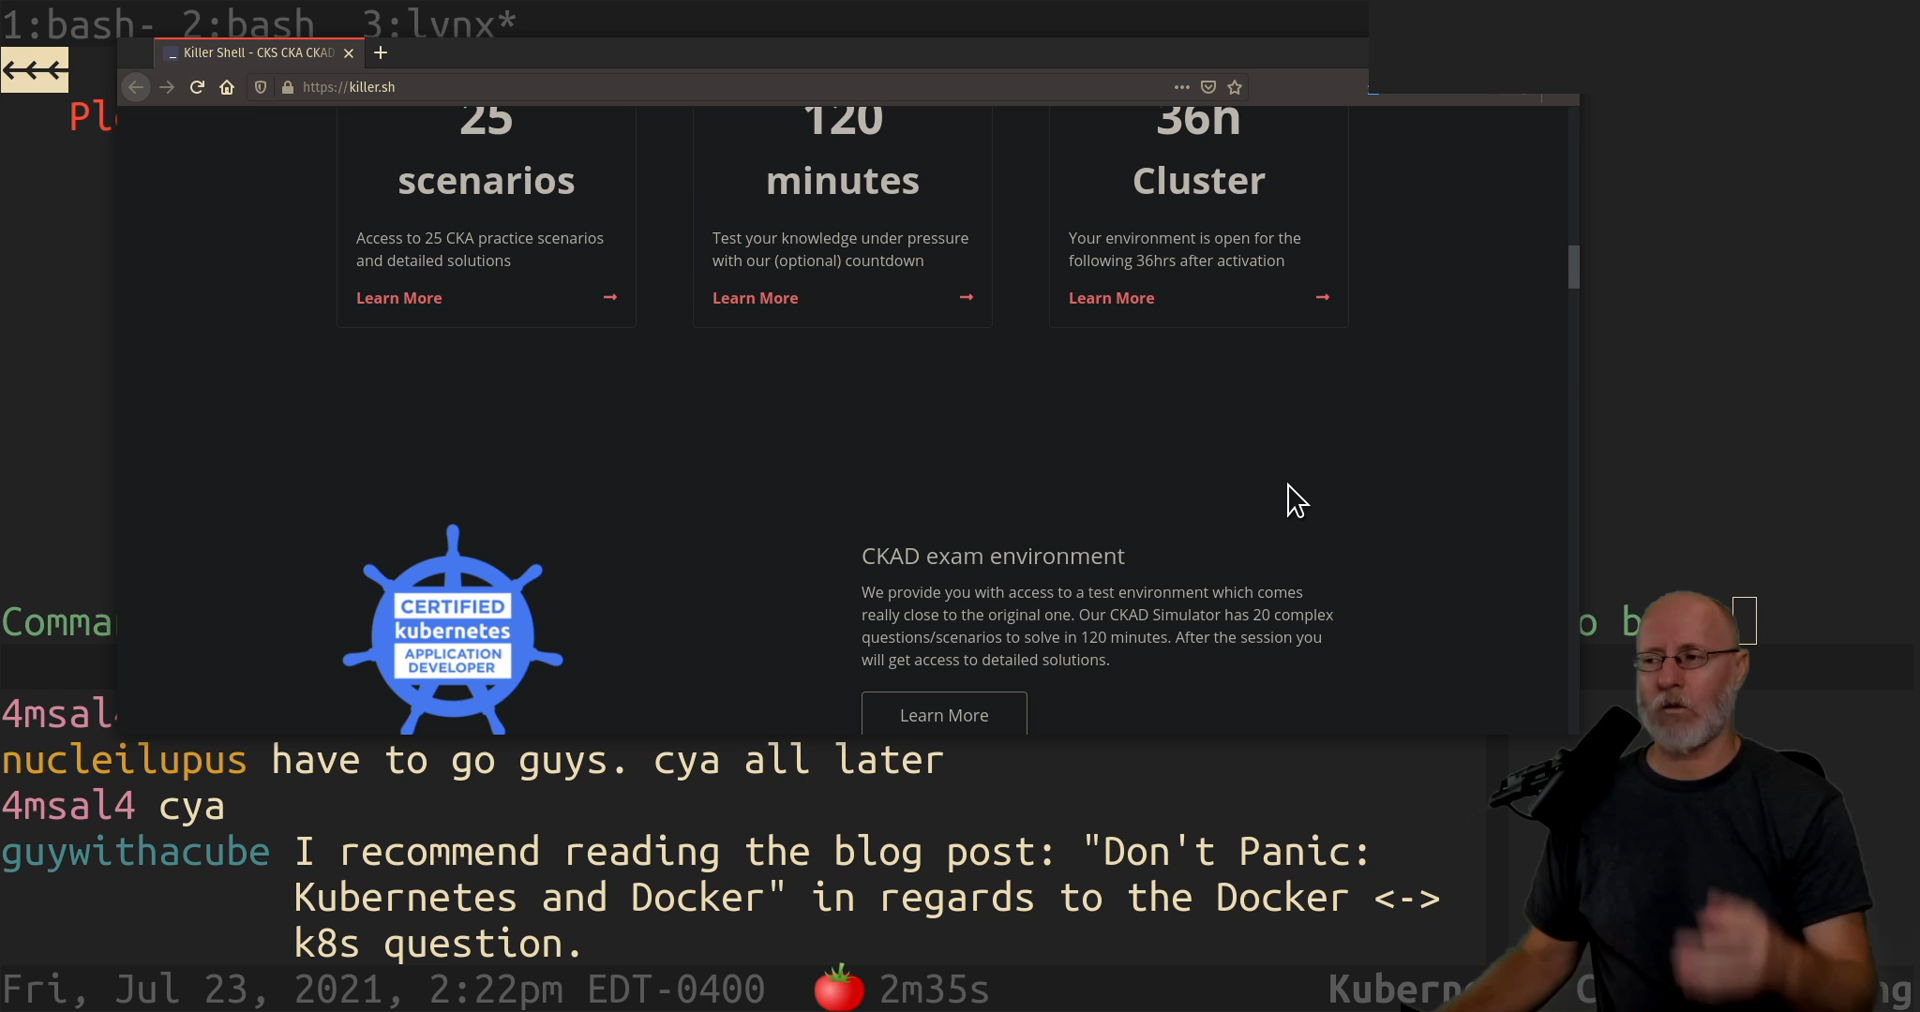 1:bash- 2:bash 3:lynx*
Killer Shell - CKS CKA CKAD
https://killer.sh
25 120 36h
scenarios minutes Cluster
Access to 25 CKA practice scenarios
and detailed solutions
Learn More
Test your knowledge under pressure
with our (optional) countdown
Learn More
Your environment is open for the
following 36hrs after activation
Learn More
CERTIFIED
kubernetes
APPLICATION
DEVELOPER
CKAD exam environment
We provide you with access to a test environment which comes
really close to the original one. Our CKAD Simulator has 20 complex
questions/scenarios to solve in 120 minutes. After the session you
will get access to detailed solutions.
Learn More
4msal4
nucleilupus have to go guys. cya all later
4msal4 cya
guywithacube I recommend reading the blog post: "Don't Panic:
Kubernetes and Docker" in regards to the Docker <->
k8s question.
Fri, Jul 23, 2021, 2:22pm EDT-0400 🍅 2m35s